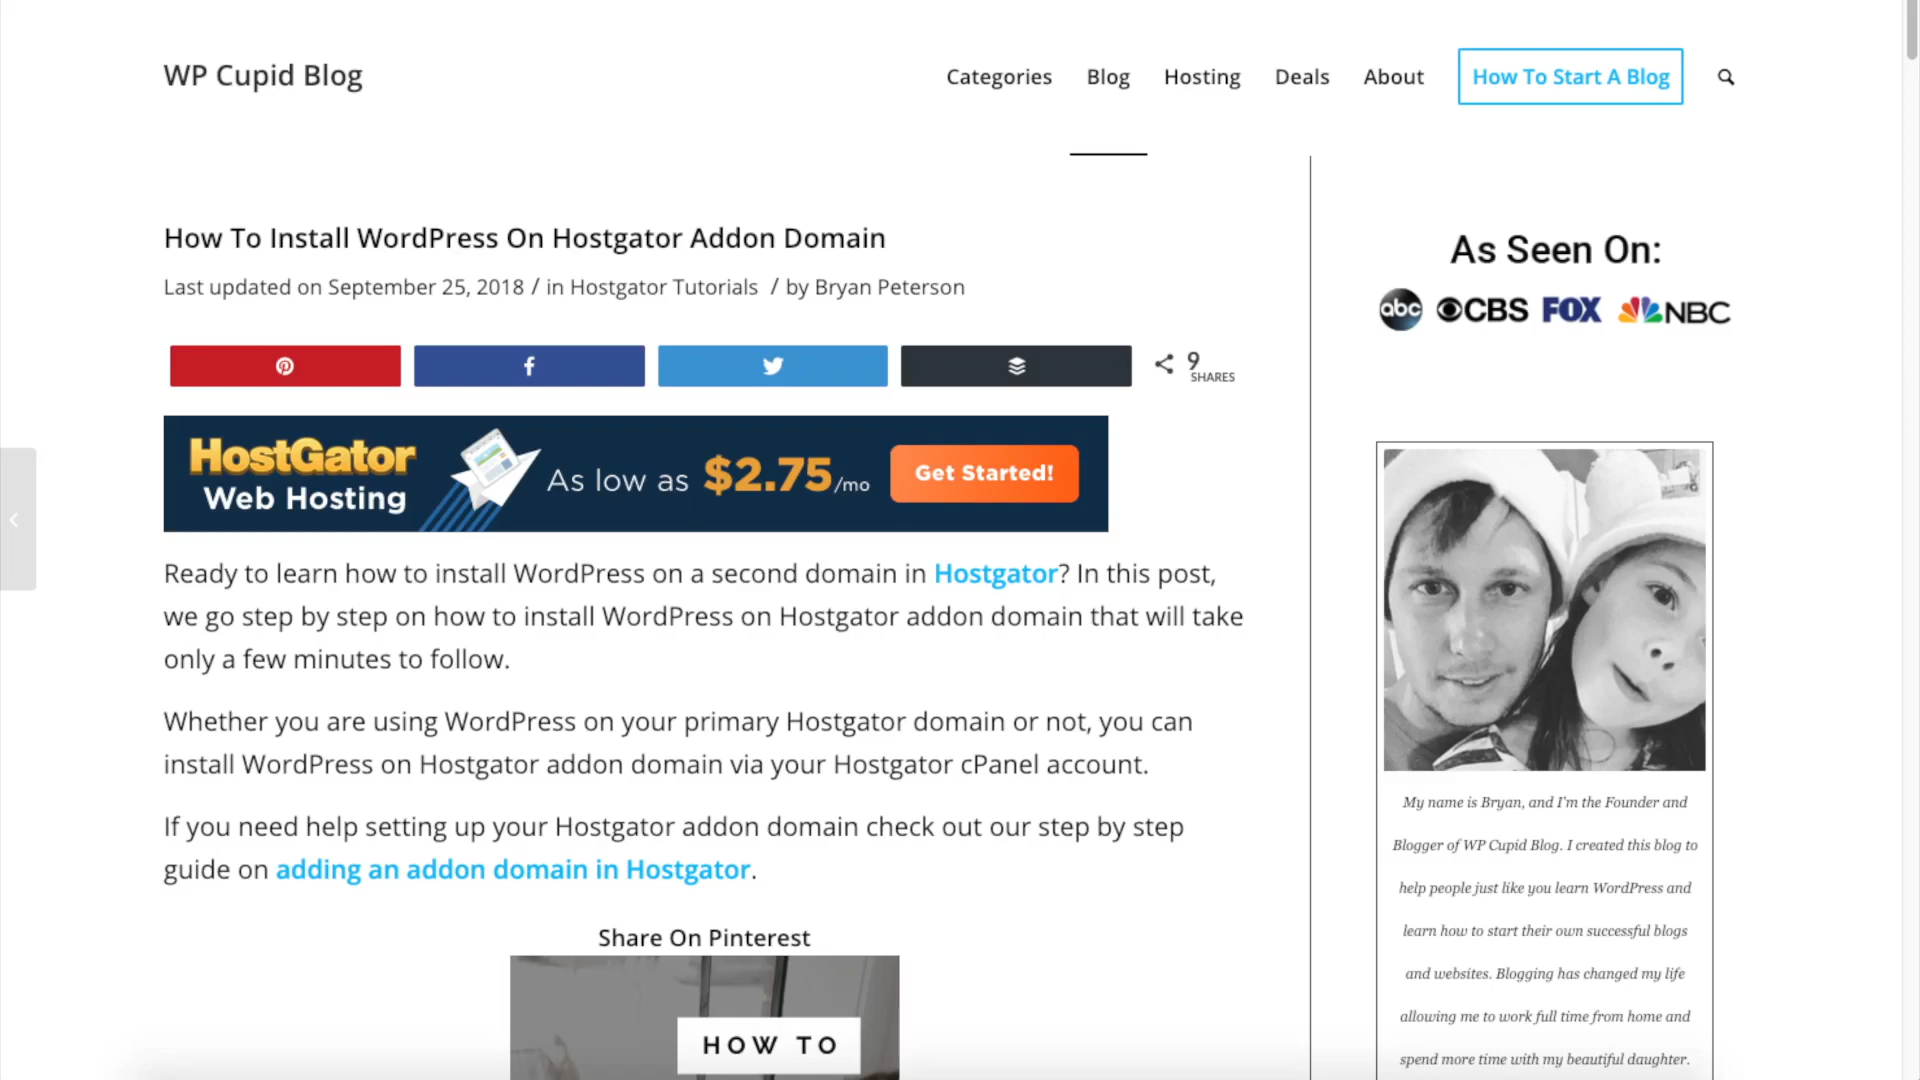 WP Cupid Blog
Categories Blog Hosting Deals About How To Start A Blog
How To Install WordPress On Hostgator Addon Domain
Last updated on September 25, 2018 / in Hostgator Tutorials / by Bryan Peterson
9
SHARES
HostGator
Web Hosting
As low as $2.75/mo
Get Started!
Ready to learn how to install WordPress on a second domain in Hostgator? In this post,
we go step by step on how to install WordPress on Hostgator addon domain that will take
only a few minutes to follow.
Whether you are using WordPress on your primary Hostgator domain or not, you can
install WordPress on Hostgator addon domain via your Hostgator cPanel account.
If you need help setting up your Hostgator addon domain check out our step by step
guide on adding an addon domain in Hostgator.
Share On Pinterest
HOW TO
As Seen On:
abc CBS FOX NBC
My name is Bryan, and I'm the Founder and
Blogger of WP Cupid Blog. I created this blog to
help people just like you learn WordPress and
learn how to start their own successful blogs
and websites. Blogging has changed my life
allowing me to work full time from home and
spend more time with my beautiful daughter.